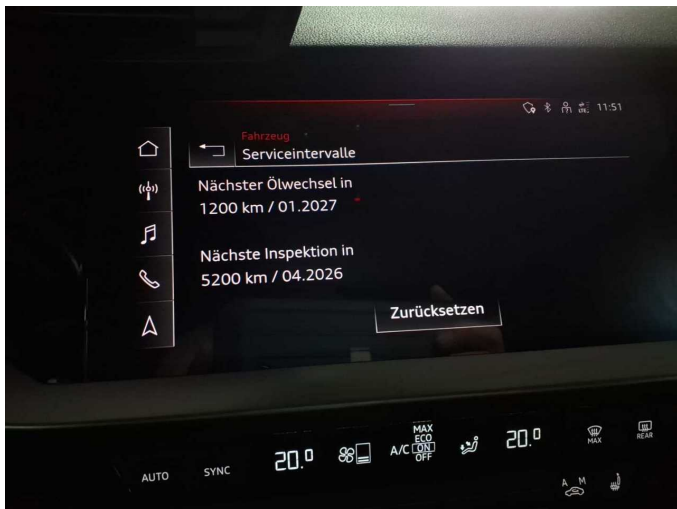 11:51
Fahrzeug
Serviceintervalle
Nächster Ölwechsel in
1200 km / 01.2027
Nächste Inspektion in
5200 km / 04.2026
Zurücksetzen
AUTO
SYNC
20.0
A/C
MAX
ECO
ON
OFF
20.0
MAX
REAR
A M